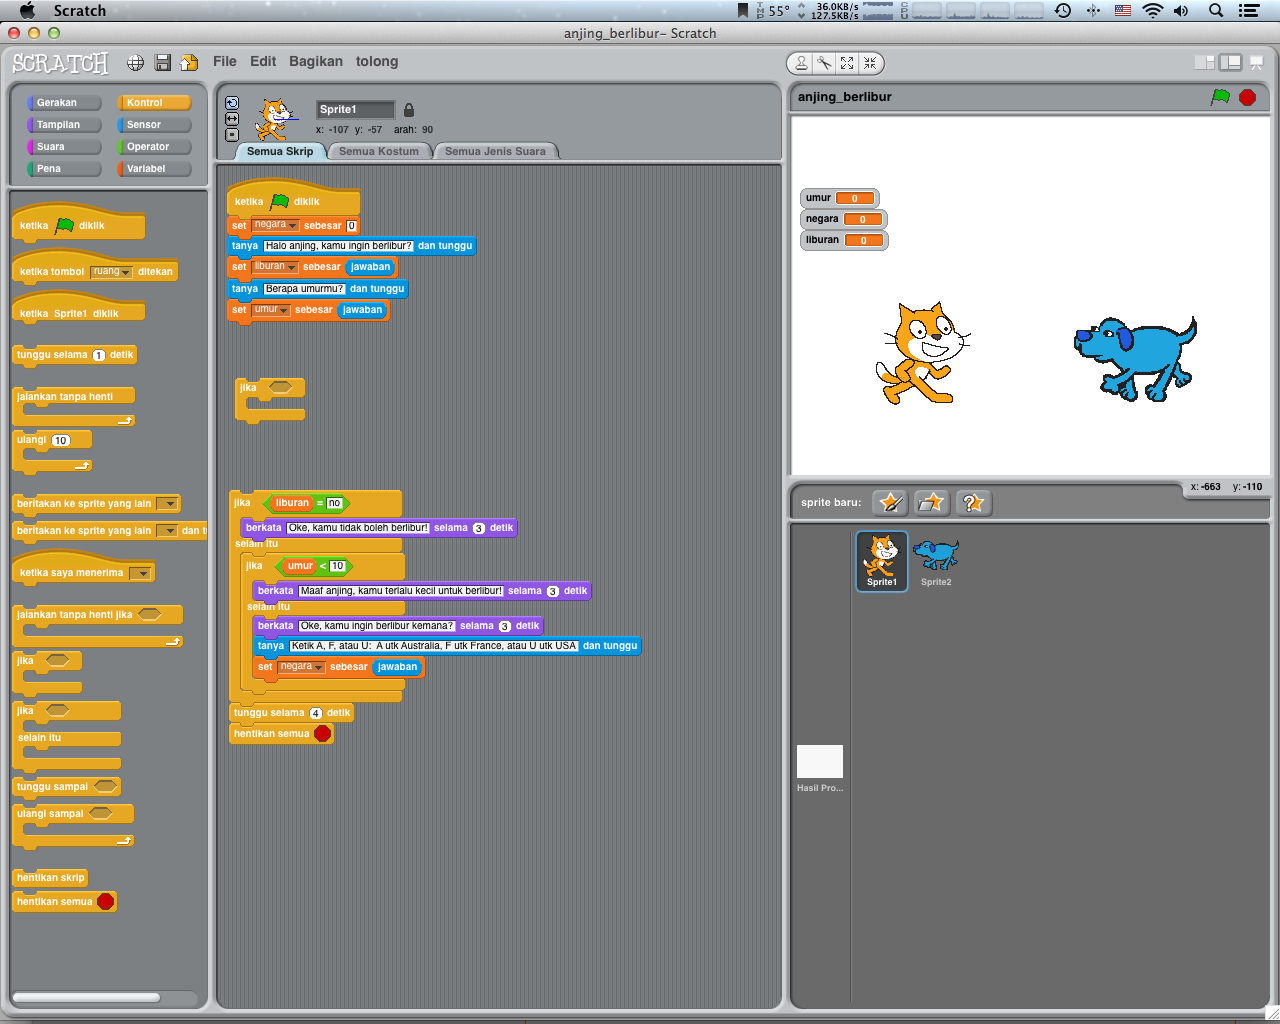 Scratch
55°
36.0KB/s
127.5KB/s
anjing_berlibur- Scratch
SCRATCH
File Edit Bagikan tolong
Gerakan Kontrol
Tampilan Sensor
Suara Operator
Pena Variabel
ketika diklik
ketika tombol ruang ditekan
ketika Sprite1 diklik
tunggu selama 1 detik
jalankan tanpa henti
ulangi 10
beritakan ke sprite yang lain
beritakan ke sprite yang lain dan tu
ketika saya menerima
jalankan tanpa henti jika
jika
jika
selain itu
tunggu sampai
ulangi sampai
hentikan skrip
hentikan semua
Sprite1
x: -107 y: -57 arah: 90
Semua Skrip Semua Kostum Semua Jenis Suara
ketika diklik
set negara sebesar 0
tanya Halo anjing, kamu ingin berlibur? dan tunggu
set liburan sebesar jawaban
tanya Berapa umurmu? dan tunggu
set umur sebesar jawaban
jika
jika liburan = no
berkata Oke, kamu tidak boleh berlibur! selama 3 detik
selain itu
jika umur < 10
berkata Maaf anjing, kamu terlalu kecil untuk berlibur! selama 3 detik
selain itu
berkata Oke, kamu ingin berlibur kemana? selama 3 detik
tanya Ketik A, F, atau U: A utk Australia, F utk France, atau U utk USA dan tunggu
set negara sebesar jawaban
tunggu selama 4 detik
hentikan semua
anjing_berlibur
umur 0
negara 0
liburan 0
x: -663 y: -110
sprite baru:
Sprite1
Sprite2
Hasil Pro...